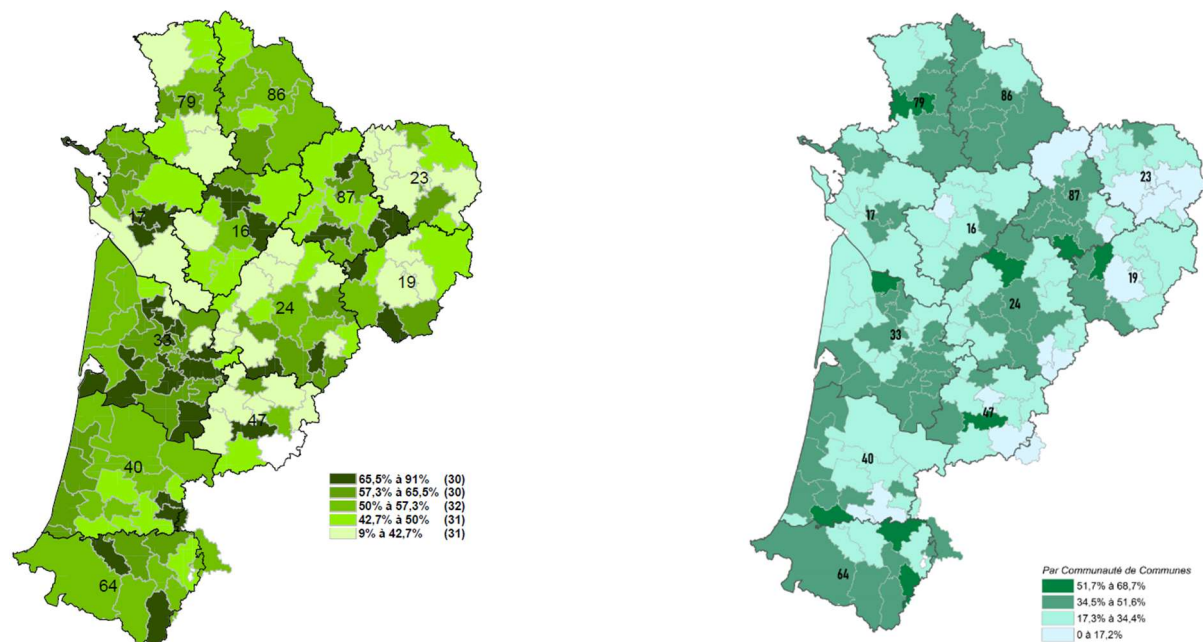 86
79
23
87
17
16
19
24
33
47
40
64
65,5% à 91% (30)
57,3% à 65,5% (30)
50% à 57,3% (32)
42,7% à 50% (31)
9% à 42,7% (31)
86
79
23
87
17
16
19
24
33
47
40
64
Par Communauté de Communes
51,7% à 68,7%
34,5% à 51,6%
17,3% à 34,4%
0 à 17,2%